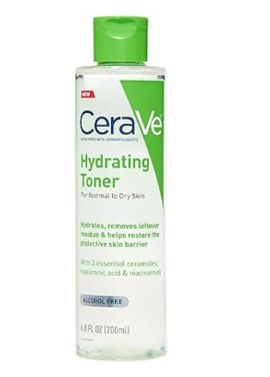 NEW
CeraVe
DEVELOPED WITH DERMATOLOGISTS
Hydrating
Toner
For Normal to Dry Skin
Hydrates, removes leftover
residue & helps restore the
protective skin barrier
With 3 essential ceramides,
hyaluronic acid & niacinamide
ALCOHOL FREE
6.8 FL OZ (200mL)